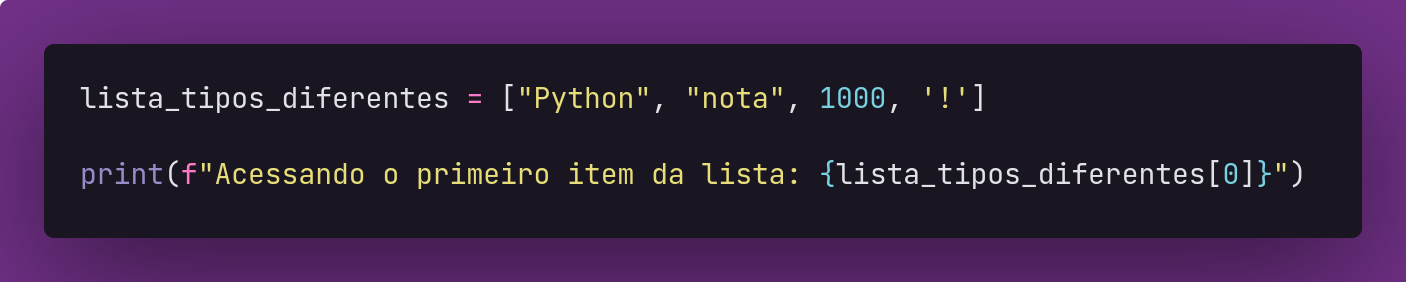 lista_tipos_diferentes = ["Python", "nota", 1000, '!']
print(f"Acessando o primeiro item da lista: {lista_tipos_diferentes[0]}")